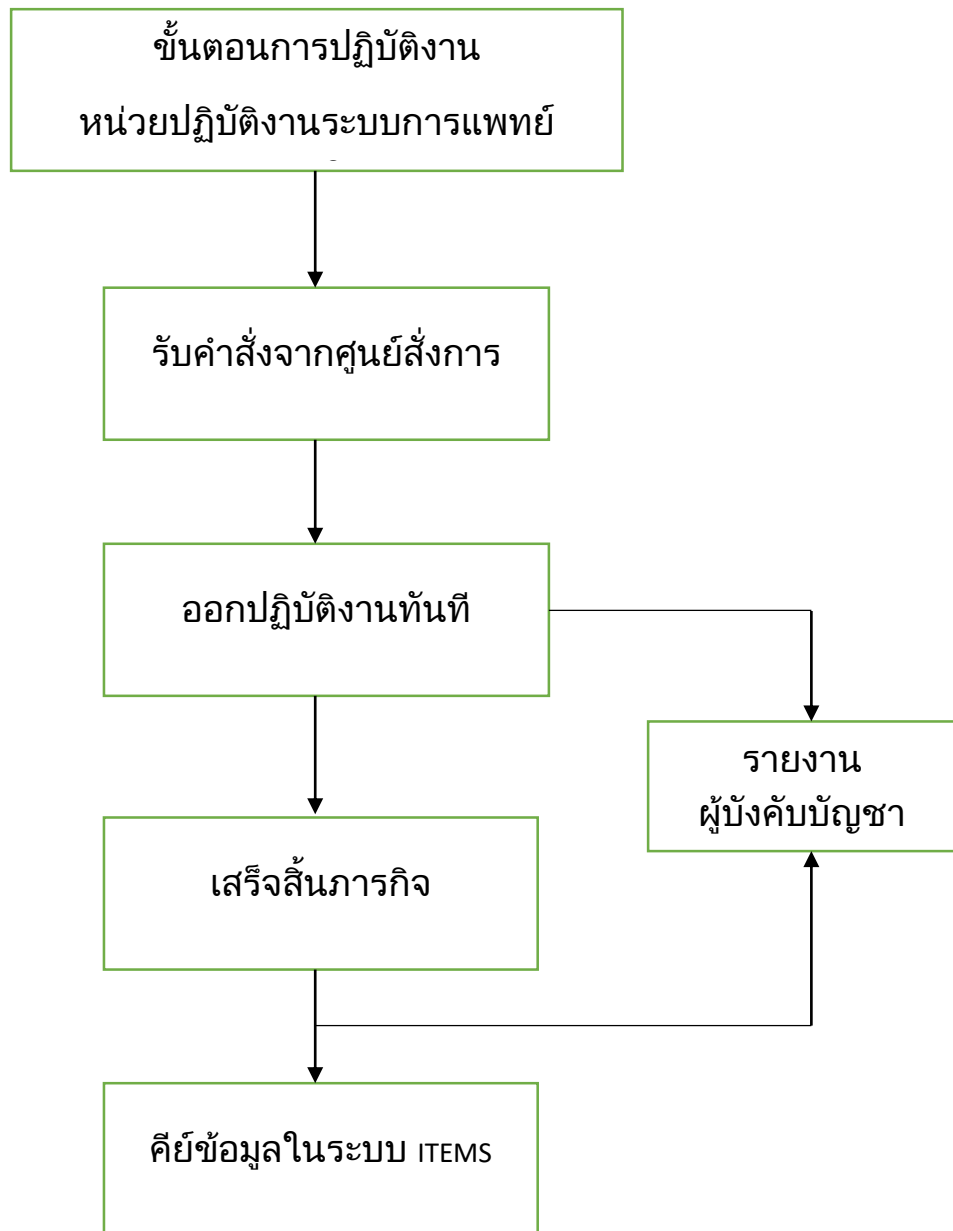 ขั้นตอนการปฏิบัติงาน
หน่วยปฏิบัติงานระบบการแพทย์
รับคำสั่งจากศูนย์สั่งการ
ออกปฏิบัติงานทันที
รายงาน
ผู้บังคับบัญชา
เสร็จสิ้นภารกิจ
คีย์ข้อมูลในระบบ ITEMS